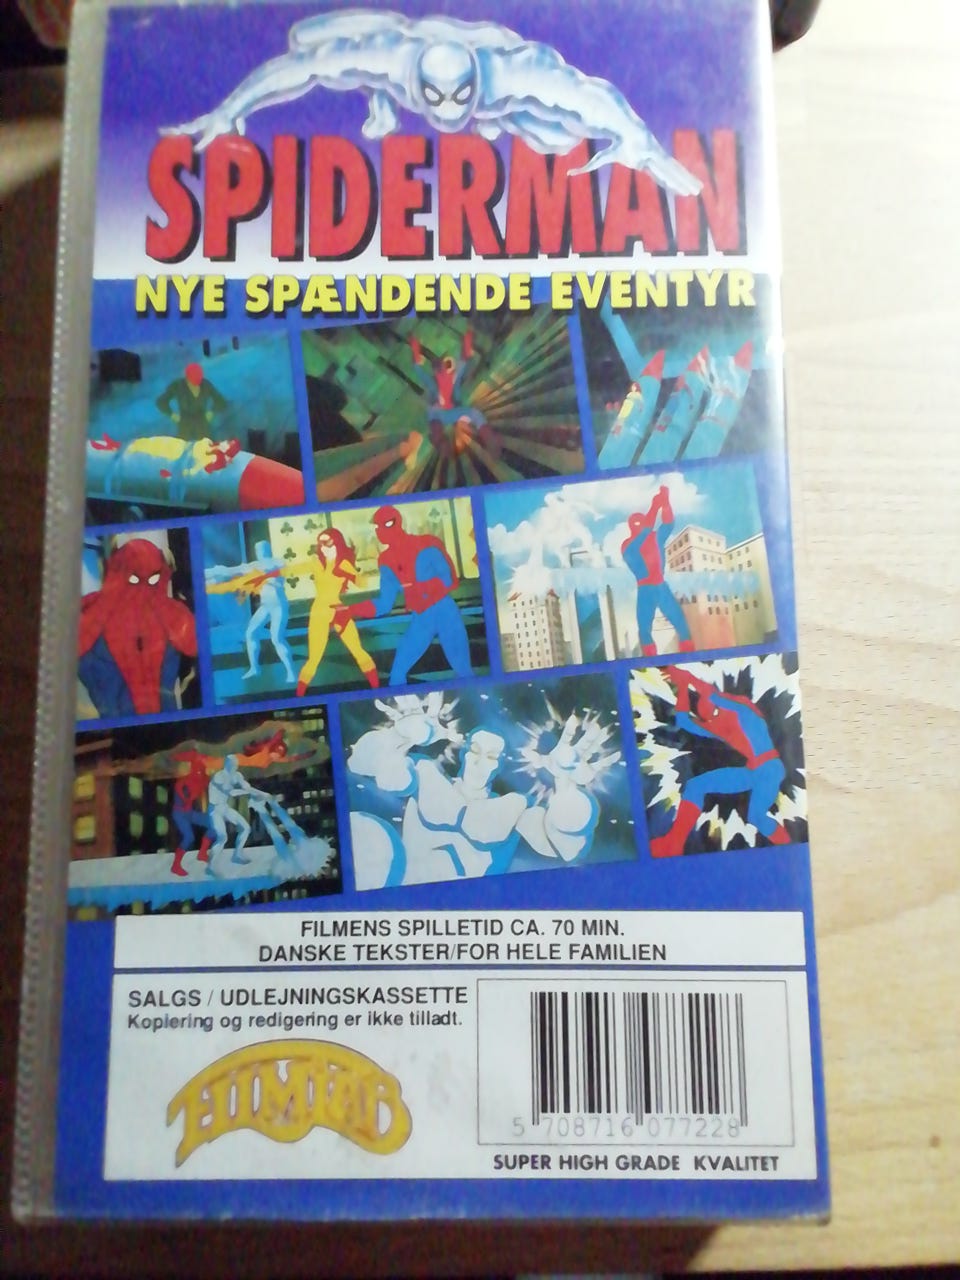 SPIDERMAN
NYE SPÆNDENDE EVENTYR
FILMENS SPILLETID CA. 70 MIN.
DANSKE TEKSTER/FOR HELE FAMILIEN
SALGS / UDLEJNINGSKASSETTE
Kopiering og redigering er ikke tilladt.
5 708716 077228
SUPER HIGH GRADE KVALITET